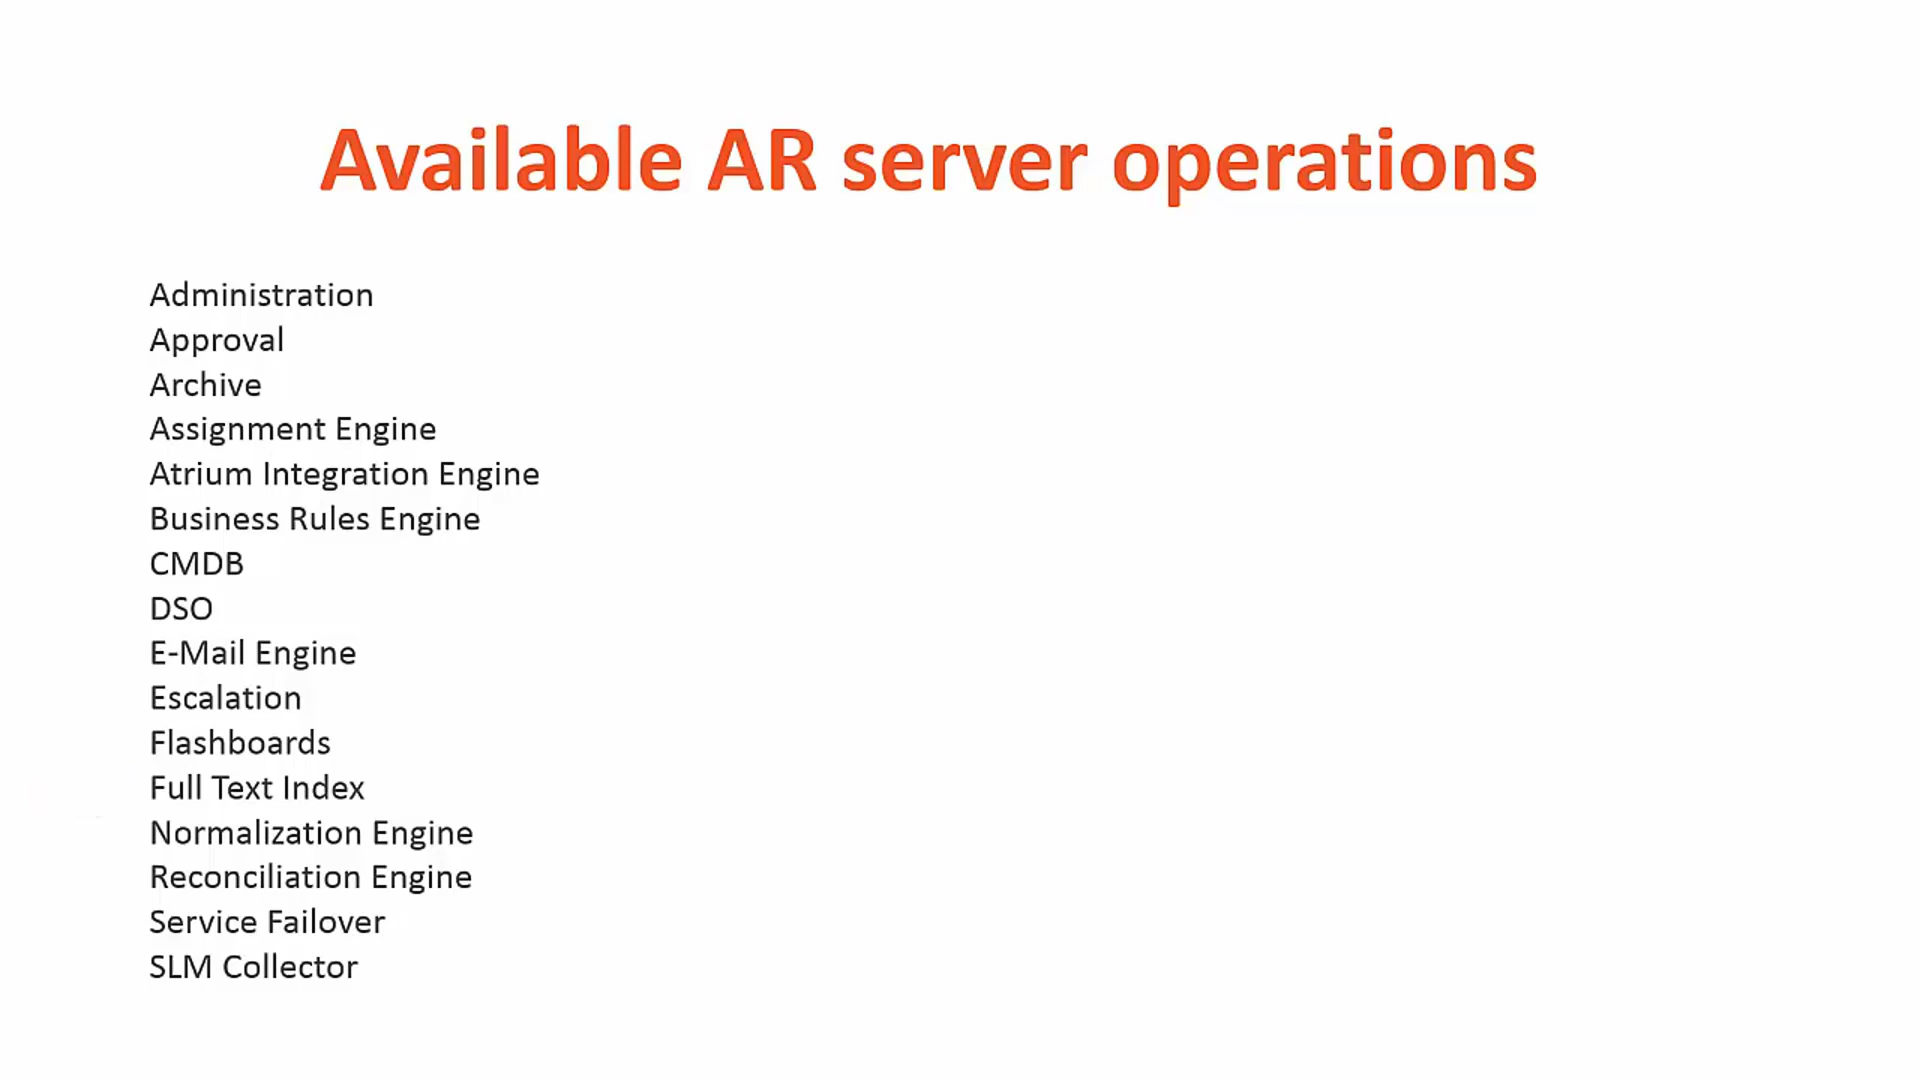 Available AR server operations
Administration
Approval
Archive
Assignment Engine
Atrium Integration Engine
Business Rules Engine
CMDB
DSO
E-Mail Engine
Escalation
Flashboards
Full Text Index
Normalization Engine
Reconciliation Engine
Service Failover
SLM Collector